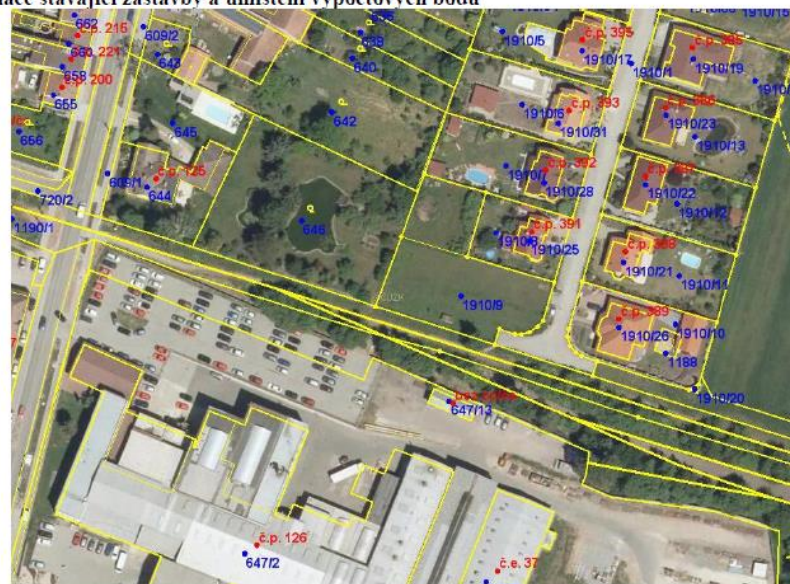 stávající zástavby a umístění výpočtových bodů
662
č.p. 215
609/2
639
1910/5
č.p. 395
660
č.p. 221
643
640
1910/17
1910/1
1910/19
658
č.p. 200
655
1910/6
č.p. 393
656
645
642
1910/31
1910/23
1910/13
č.p. 392
609/1
č.p. 125
644
1910/28
1910/22
1910/12
720/2
1190/1
646
č.p. 391
1910/25
č.p. 388
1910/21
1910/11
1910/9
č.p. 389
1910/26
1910/10
1188
1910/20
647/13
č.p. 126
647/2
č.e. 37